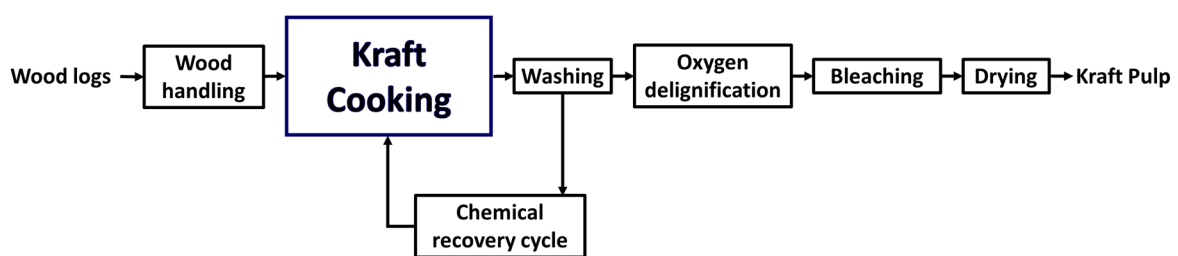 Wood logs
Wood
handling
Kraft
Cooking
Washing
Oxygen
delignification
Bleaching
Drying
Kraft Pulp
Chemical
recovery cycle